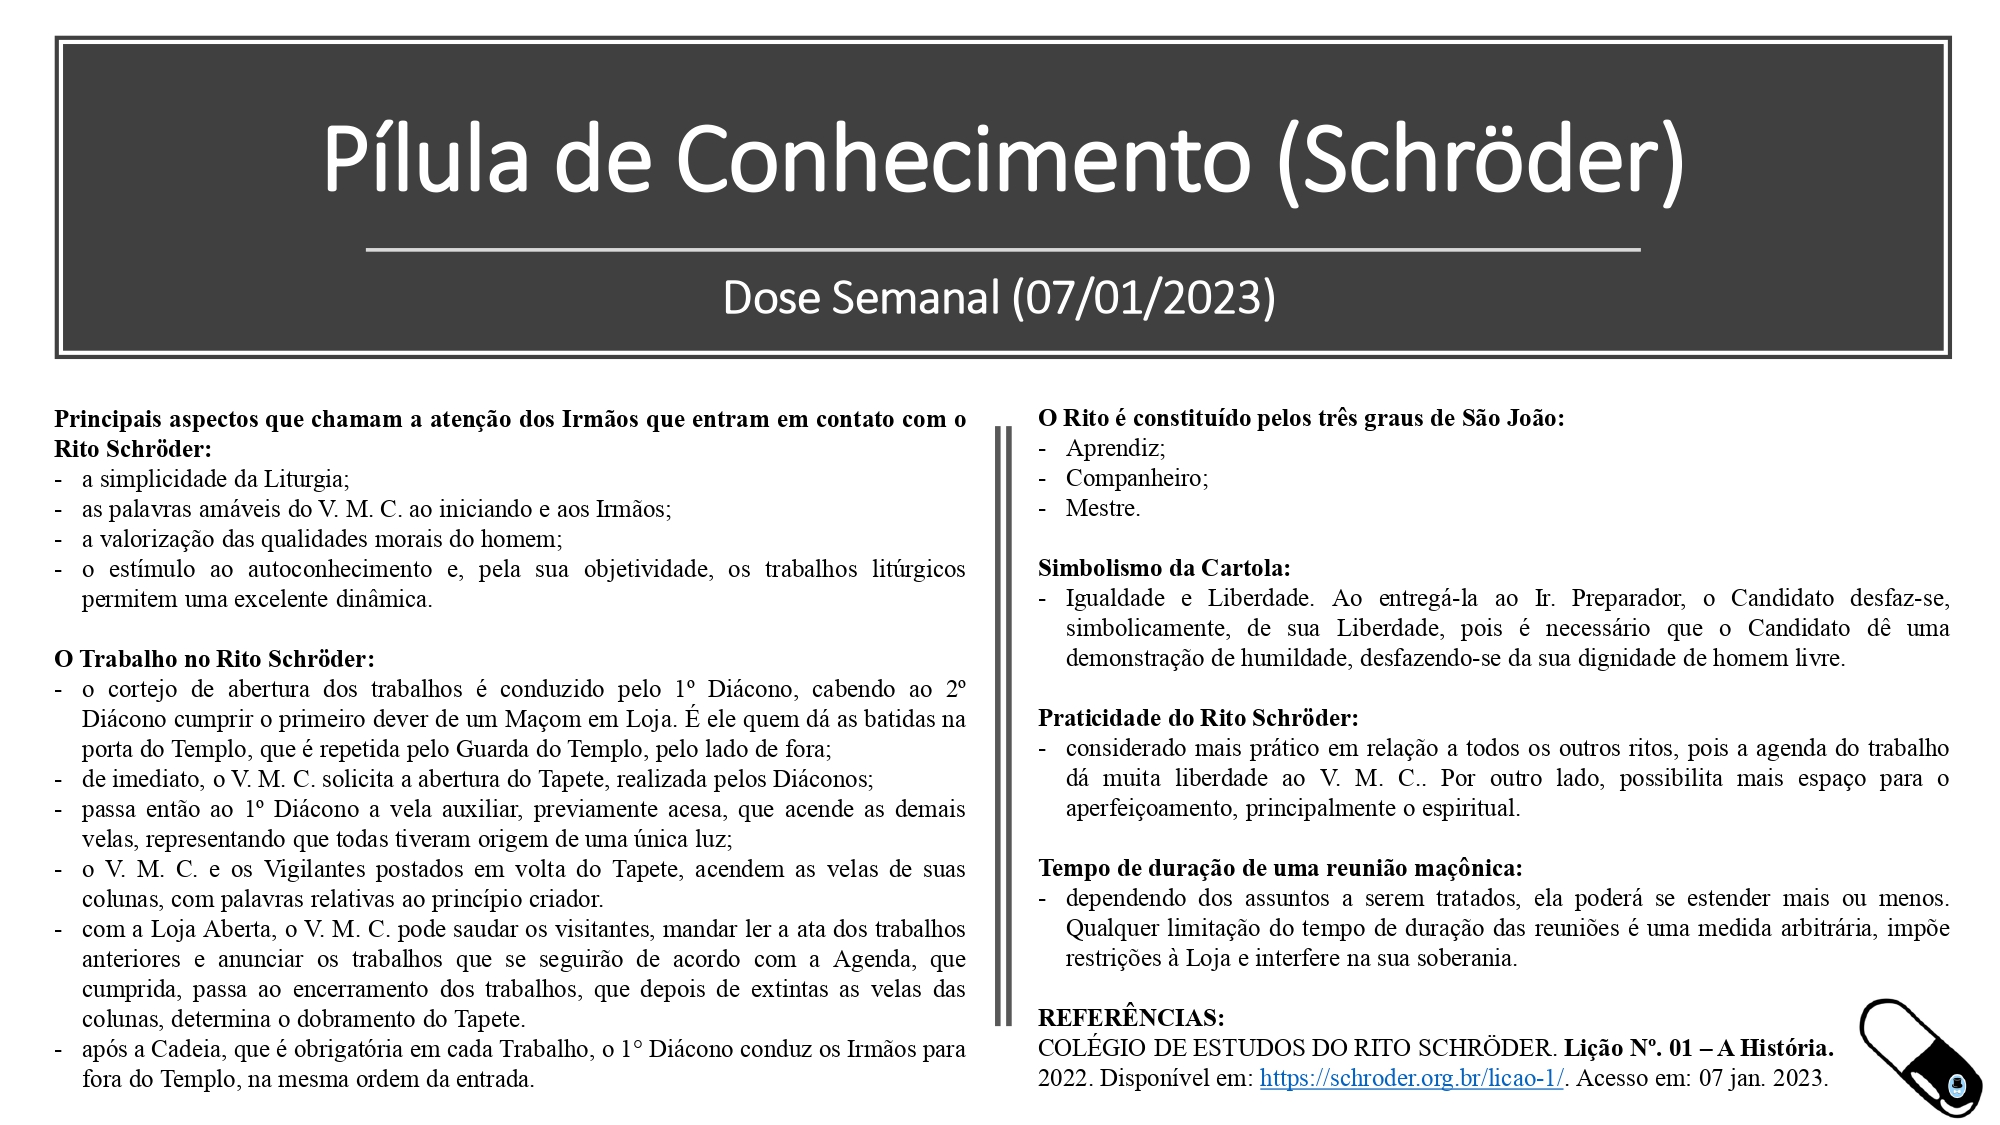 Pílula de Conhecimento (Schröder)
Dose Semanal (07/01/2023)
Principais aspectos que chamam a atenção dos Irmãos que entram em contato com o
Rito Schröder:
- a simplicidade da Liturgia;
- as palavras amáveis do V. M. C. ao iniciando e aos Irmãos;
- a valorização das qualidades morais do homem;
- o estímulo ao autoconhecimento e, pela sua objetividade, os trabalhos litúrgicos
permitem uma excelente dinâmica.
O Trabalho no Rito Schröder:
- o cortejo de abertura dos trabalhos é conduzido pelo 1º Diácono, cabendo ao 2º
Diácono cumprir o primeiro dever de um Maçom em Loja. É ele quem dá as batidas na
porta do Templo, que é repetida pelo Guarda do Templo, pelo lado de fora;
- de imediato, o V. M. C. solicita a abertura do Tapete, realizada pelos Diáconos;
- passa então ao 1º Diácono a vela auxiliar, previamente acesa, que acende as demais
velas, representando que todas tiveram origem de uma única luz;
- o V. M. C. e os Vigilantes postados em volta do Tapete, acendem as velas de suas
colunas, com palavras relativas ao princípio criador.
- com a Loja Aberta, o V. M. C. pode saudar os visitantes, mandar ler a ata dos trabalhos
anteriores e anunciar os trabalhos que se seguirão de acordo com a Agenda, que
cumprida, passa ao encerramento dos trabalhos, que depois de extintas as velas das
colunas, determina o dobramento do Tapete.
- após a Cadeia, que é obrigatória em cada Trabalho, o 1° Diácono conduz os Irmãos para
fora do Templo, na mesma ordem da entrada.
O Rito é constituído pelos três graus de São João:
- Aprendiz;
- Companheiro;
- Mestre.
Simbolismo da Cartola:
- Igualdade e Liberdade. Ao entregá-la ao Ir. Preparador, o Candidato desfaz-se,
simbolicamente, de sua Liberdade, pois é necessário que o Candidato dê uma
demonstração de humildade, desfazendo-se da sua dignidade de homem livre.
Praticidade do Rito Schröder:
- considerado mais prático em relação a todos os outros ritos, pois a agenda do trabalho
dá muita liberdade ao V. M. C.. Por outro lado, possibilita mais espaço para o
aperfeiçoamento, principalmente o espiritual.
Tempo de duração de uma reunião maçônica:
- dependendo dos assuntos a serem tratados, ela poderá se estender mais ou menos.
Qualquer limitação do tempo de duração das reuniões é uma medida arbitrária, impõe
restrições à Loja e interfere na sua soberania.
REFERÊNCIAS:
COLÉGIO DE ESTUDOS DO RITO SCHRÖDER. Lição Nº. 01 – A História.
2022. Disponível em: https://schroder.org.br/licao-1/. Acesso em: 07 jan. 2023.